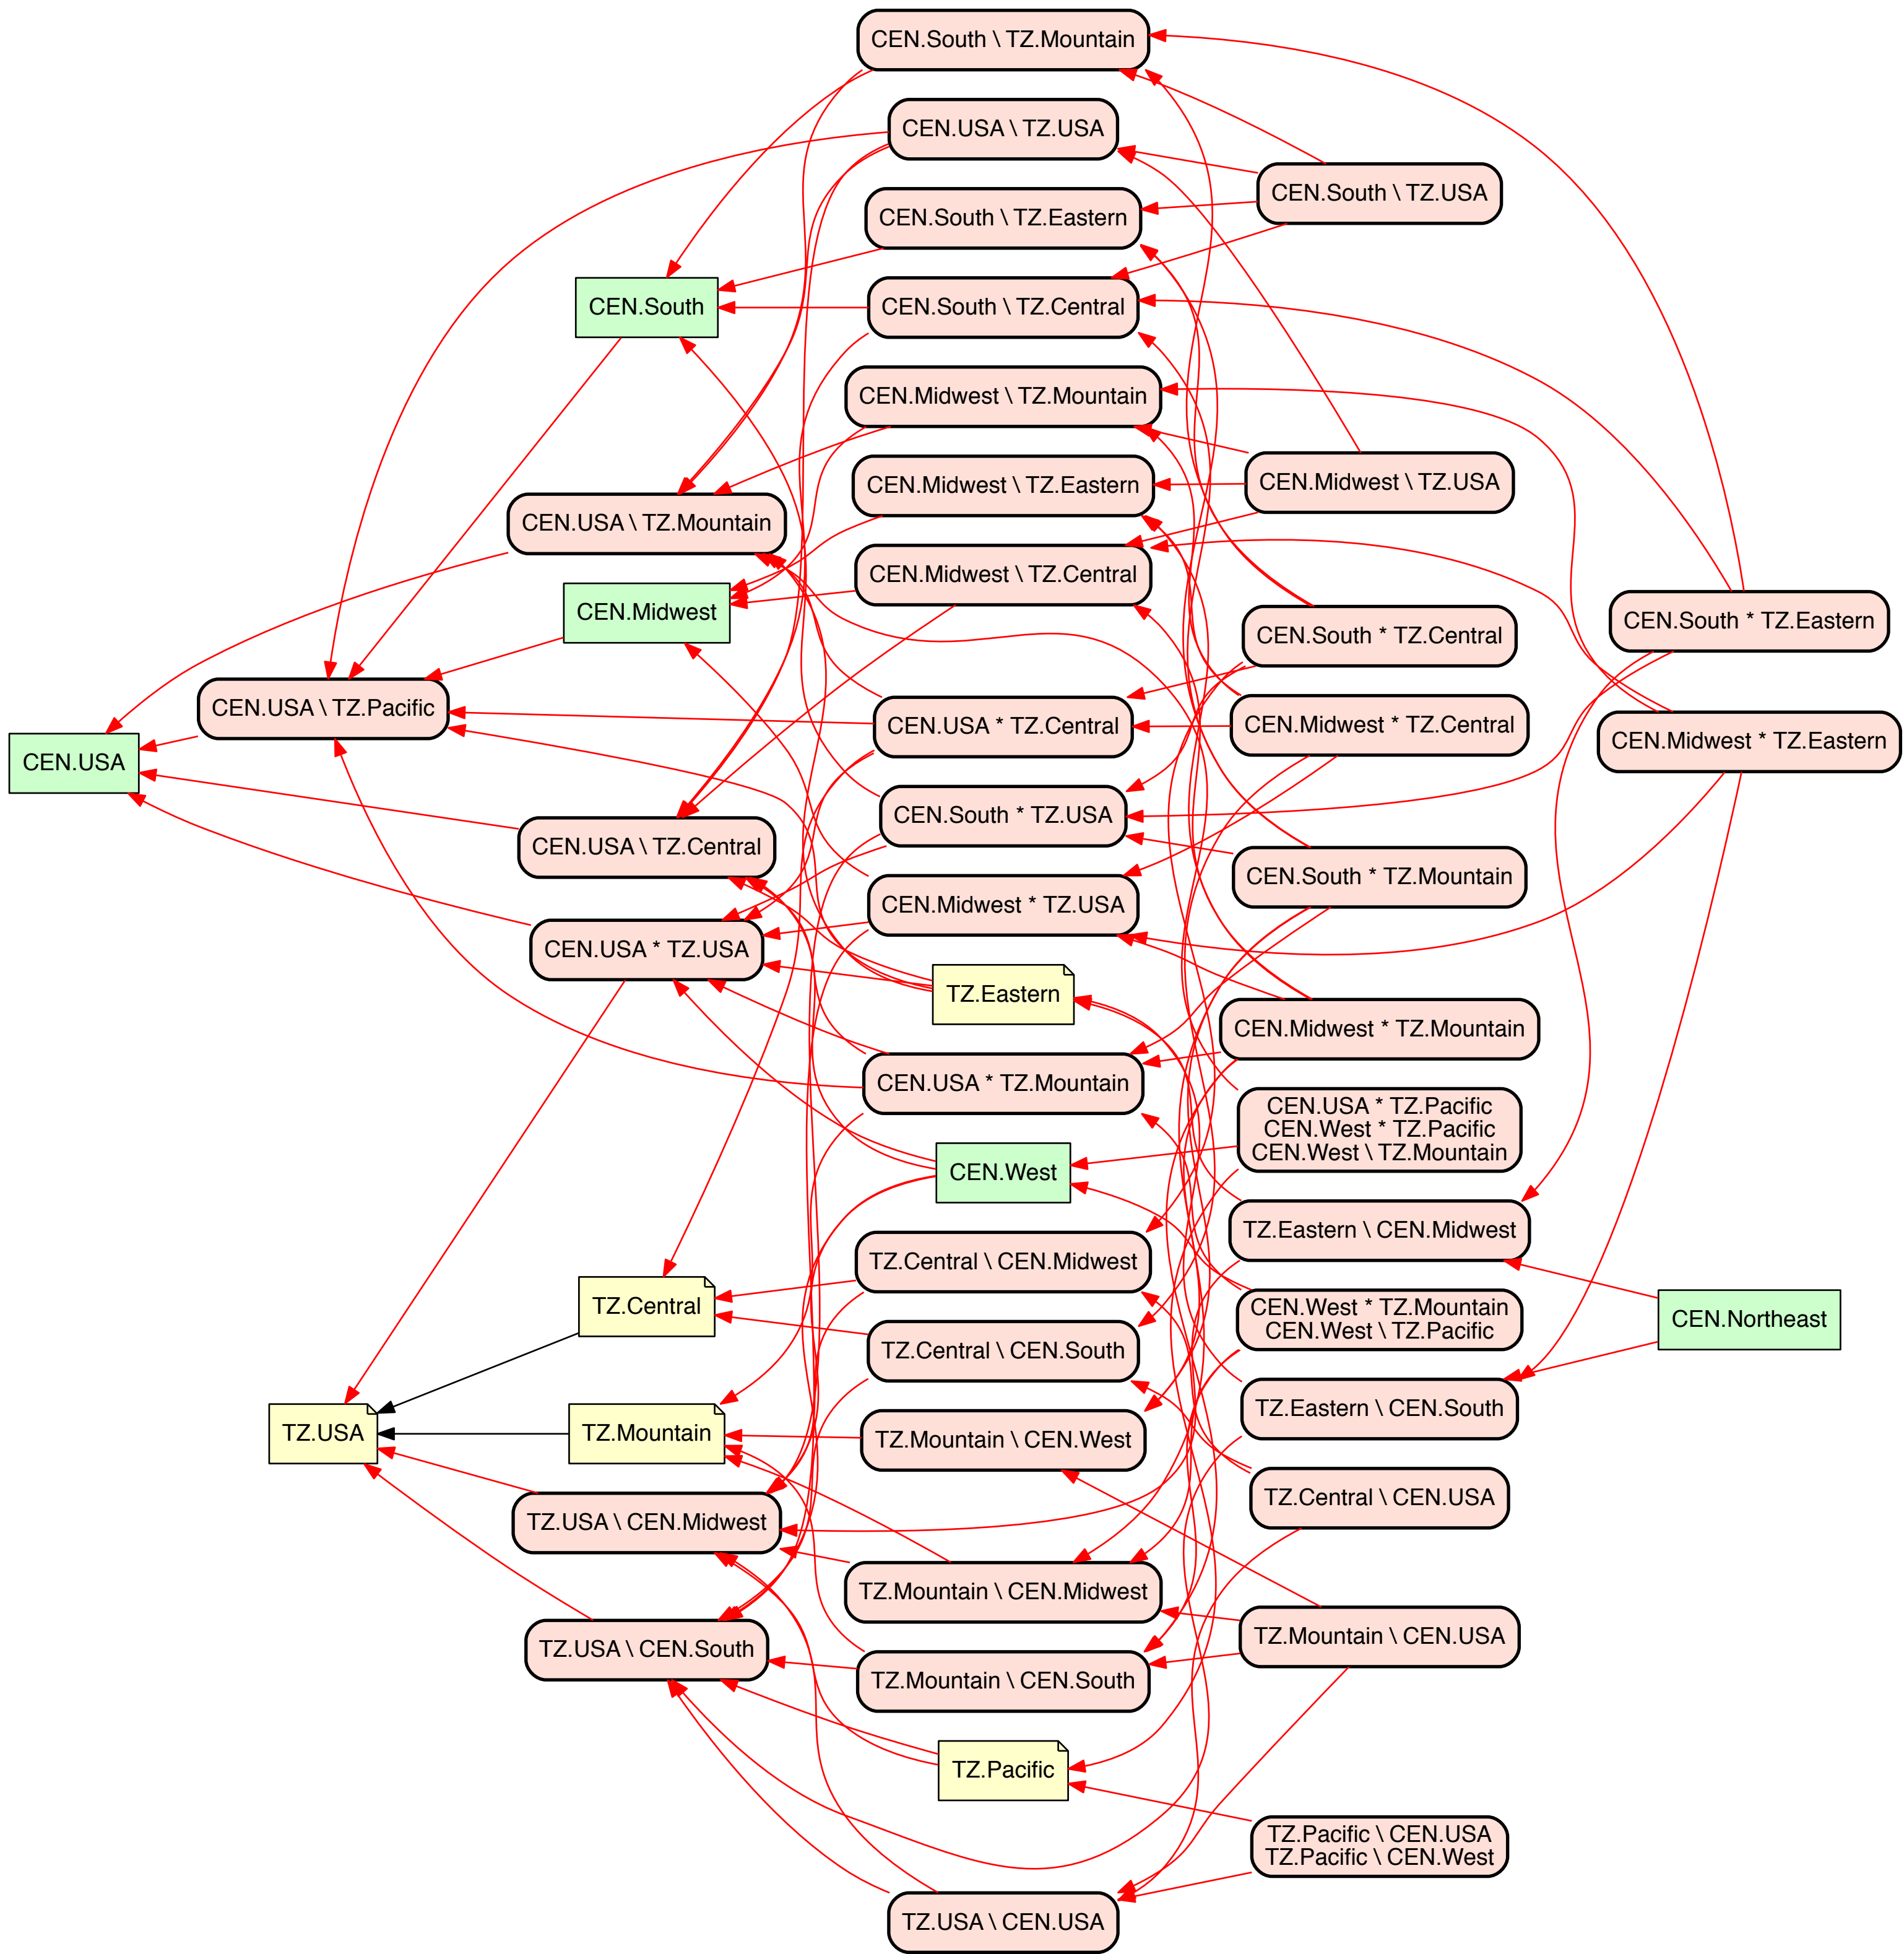 CEN.South \ TZ.Mountain
CEN.USA \ TZ.USA
CEN.South \ TZ.USA
CEN.South \ TZ.Eastern
CEN.South
CEN.South \ TZ.Central
CEN.Midwest \ TZ.Mountain
CEN.Midwest \ TZ.Eastern
CEN.Midwest \ TZ.USA
CEN.USA \ TZ.Mountain
CEN.Midwest \ TZ.Central
CEN.Midwest
CEN.South * TZ.Central
CEN.South * TZ.Eastern
CEN.USA \ TZ.Pacific
CEN.USA * TZ.Central
CEN.Midwest * TZ.Central
CEN.Midwest * TZ.Eastern
CEN.USA
CEN.South * TZ.USA
CEN.USA \ TZ.Central
CEN.South * TZ.Mountain
CEN.Midwest * TZ.USA
CEN.USA * TZ.USA
TZ.Eastern
CEN.Midwest * TZ.Mountain
CEN.USA * TZ.Mountain
CEN.USA * TZ.Pacific
CEN.West * TZ.Pacific
CEN.West \ TZ.Mountain
CEN.West
TZ.Eastern \ CEN.Midwest
TZ.Central \ CEN.Midwest
TZ.Central
CEN.West * TZ.Mountain
CEN.West \ TZ.Pacific
CEN.Northeast
TZ.Central \ CEN.South
TZ.Eastern \ CEN.South
TZ.USA
TZ.Mountain
TZ.Mountain \ CEN.West
TZ.Central \ CEN.USA
TZ.USA \ CEN.Midwest
TZ.Mountain \ CEN.Midwest
TZ.Mountain \ CEN.USA
TZ.USA \ CEN.South
TZ.Mountain \ CEN.South
TZ.Pacific
TZ.Pacific \ CEN.USA
TZ.Pacific \ CEN.West
TZ.USA \ CEN.USA